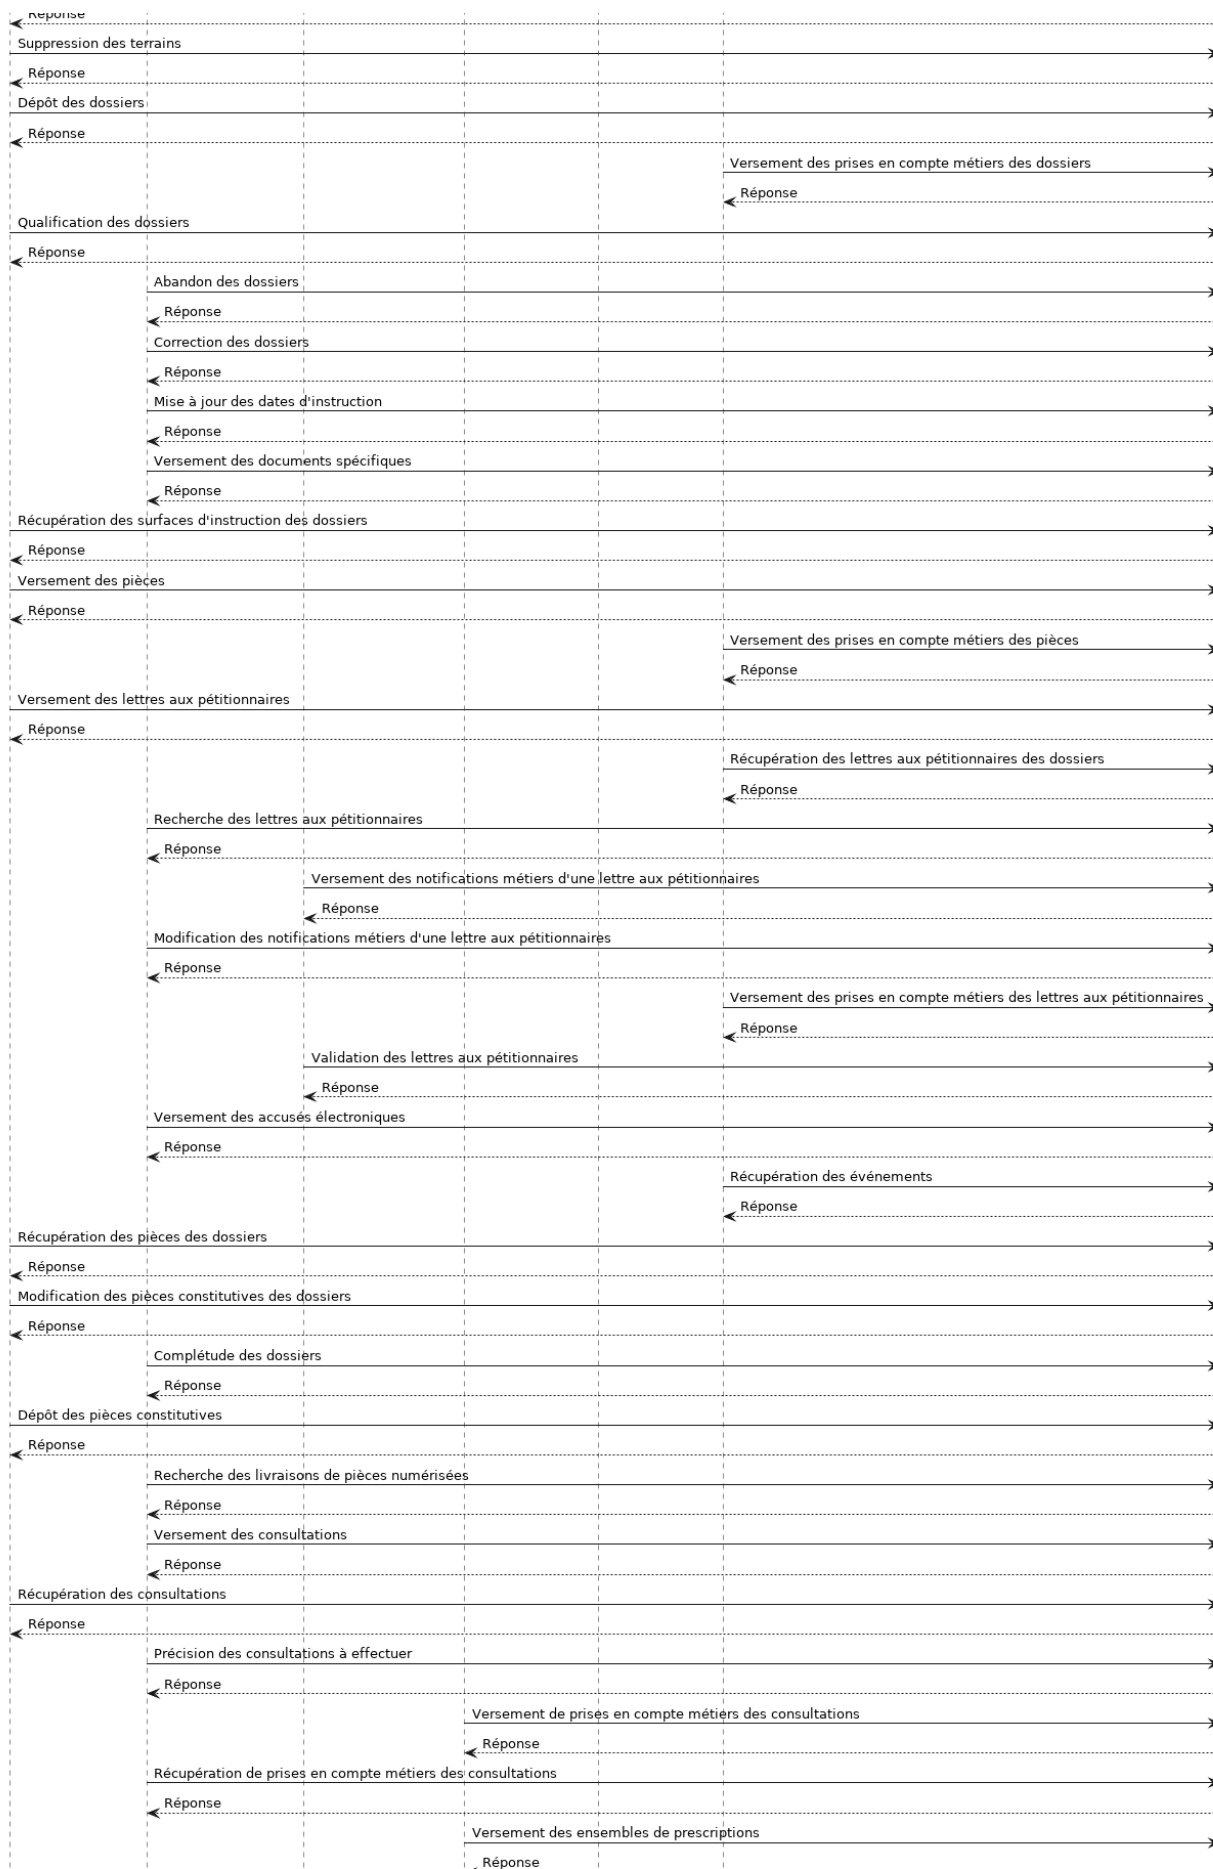 Réponse
Suppression des terrains
Réponse
Dépôt des dossiers
Réponse
Versement des prises en compte métiers des dossiers
Réponse
Qualification des dossiers
Réponse
Abandon des dossiers
Réponse
Correction des dossiers
Réponse
Mise à jour des dates d'instruction
Réponse
Versement des documents spécifiques
Réponse
Récupération des surfaces d'instruction des dossiers
Réponse
Versement des pièces
Réponse
Versement des prises en compte métiers des pièces
Réponse
Versement des lettres aux pétitionnaires
Réponse
Récupération des lettres aux pétitionnaires des dossiers
Réponse
Recherche des lettres aux pétitionnaires
Réponse
Versement des notifications métiers d'une lettre aux pétitionnaires
Réponse
Modification des notifications métiers d'une lettre aux pétitionnaires
Réponse
Versement des prises en compte métiers des lettres aux pétitionnaires
Réponse
Validation des lettres aux pétitionnaires
Réponse
Versement des accusés électroniques
Réponse
Récupération des événements
Réponse
Récupération des pièces des dossiers
Réponse
Modification des pièces constitutives des dossiers
Réponse
Complétude des dossiers
Réponse
Dépôt des pièces constitutives
Réponse
Recherche des livraisons de pièces numérisées
Réponse
Versement des consultations
Réponse
Récupération des consultations
Réponse
Précision des consultations à effectuer
Réponse
Versement de prises en compte métiers des consultations
Réponse
Récupération de prises en compte métiers des consultations
Réponse
Versement des ensembles de prescriptions
Réponse